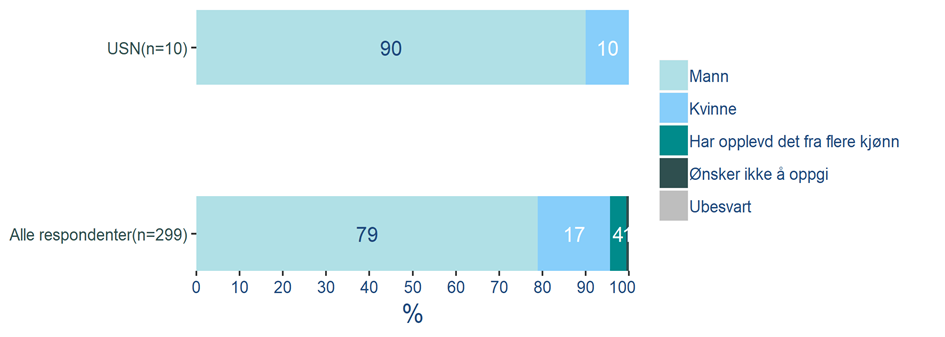 USN(n=10)
90
10
Mann
Kvinne
Har opplevd det fra flere kjønn
Ønsker ikke å oppgi
Ubesvart
Alle respondenter(n=299)
79
17
4
1
0 10 20 30 40 50 60 70 80 90 100
%